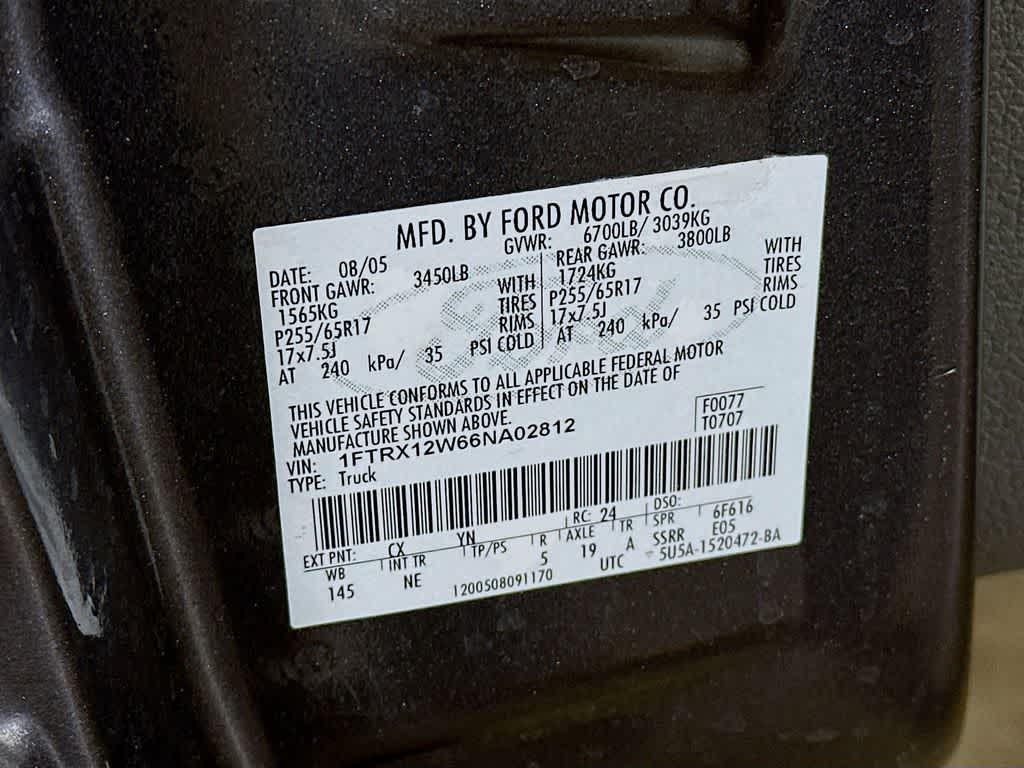 MFD. BY FORD MOTOR CO.
DATE: 08/05 GVWR: 6700LB/ 3039KG
FRONT GAWR: 3450LB REAR GAWR: 3800LB
1565KG WITH 1724KG WITH
P255/65R17 TIRES P255/65R17 TIRES
17x7.5J RIMS 17x7.5J RIMS
AT 240 kPa/ 35 PSI COLD AT 240 kPa/ 35 PSI COLD
THIS VEHICLE CONFORMS TO ALL APPLICABLE FEDERAL MOTOR
VEHICLE SAFETY STANDARDS IN EFFECT ON THE DATE OF
MANUFACTURE SHOWN ABOVE.
VIN: 1FTRX12W66NA02812 F0077
TYPE: Truck T0707
EXT PNT: CX YN RC: 24 DSO: 6F616
WB INT TR TP/PS R AXLE TR SPR E05
145 NE 5 19 A SSRR
1200508091170 UTC 5U5A-1520472-BA
Ford